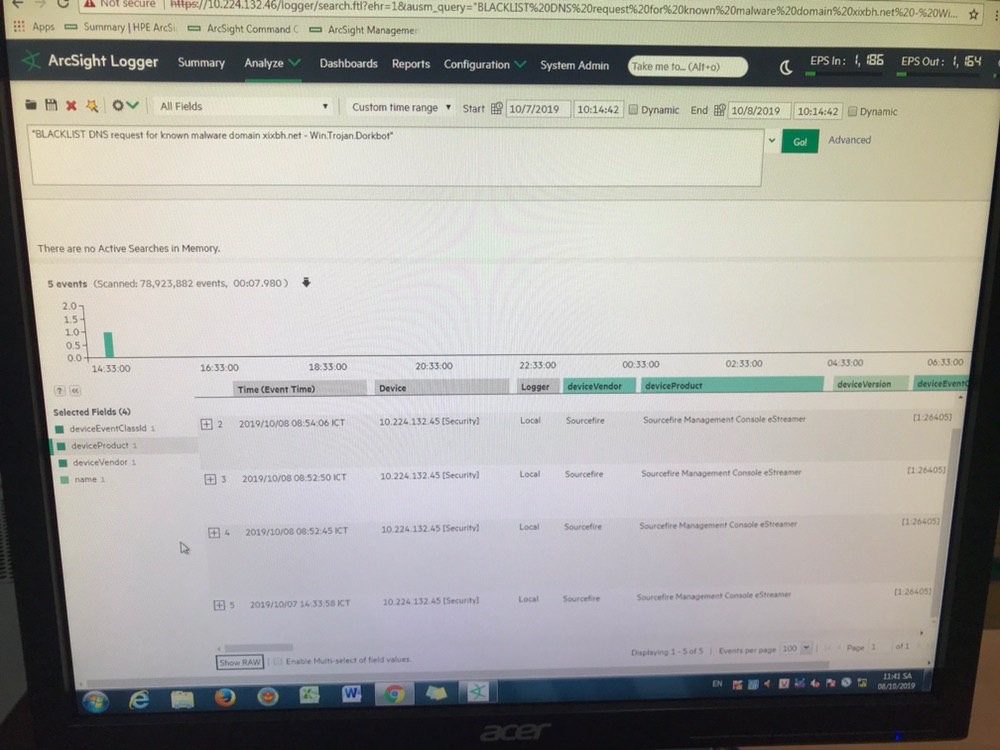 Not secure https://10.224.132.46/logger/search.ftl?ehr=1&ausm_query="BLACKLIST%20DNS%20request%20for%20known%20malware%20domain%20xixbh.net%20-%20Wi...
Apps Summary | HPE ArcSi ArcSight Command C ArcSight Managemen
ArcSight Logger Summary Analyze Dashboards Reports Configuration System Admin Take me to... (Alt+o) EPS In : 1, 186 EPS Out : 1, 164
All Fields Custom time range Start 10/7/2019 10:14:42 Dynamic End 10/8/2019 10:14:42 Dynamic
"BLACKLIST DNS request for known malware domain xixbh.net - Win.Trojan.Dorkbot"
Go! Advanced
There are no Active Searches in Memory.
5 events (Scanned: 78,923,882 events, 00:07.980 )
2.0
1.5
1.0
0.5
0.0
14:33:00 16:33:00 18:33:00 20:33:00 22:33:00 00:33:00 02:33:00 04:33:00 06:33:00
Time (Event Time) Device Logger deviceVendor deviceProduct deviceVersion deviceEventC
Selected Fields (4)
deviceEventClassId 1
deviceProduct 1
deviceVendor 1
name 1
2 2019/10/08 08:54:06 ICT 10.224.132.45 [Security] Local Sourcefire Sourcefire Management Console eStreamer [1:26405]
3 2019/10/08 08:52:50 ICT 10.224.132.45 [Security] Local Sourcefire Sourcefire Management Console eStreamer [1:26405]
4 2019/10/08 08:52:45 ICT 10.224.132.45 [Security] Local Sourcefire Sourcefire Management Console eStreamer [1:26405]
5 2019/10/07 14:33:58 ICT 10.224.132.45 [Security] Local Sourcefire Sourcefire Management Console eStreamer [1:26405]
Show RAW Enable Multi-select of field values. Displaying 1 - 5 of 5 Events per page 100 Page 1 of 1
EN 11:41 SA
08/10/2019
acer